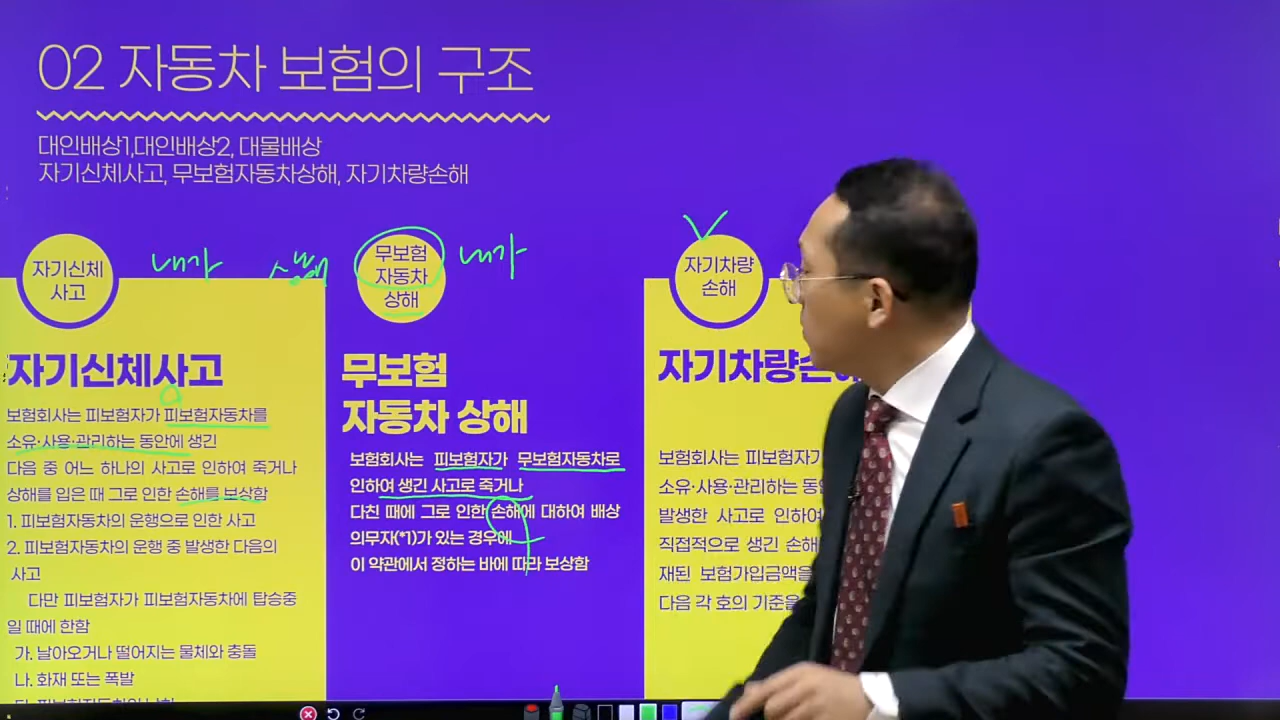 02 자동차 보험의 구조
대인배상1,대인배상2, 대물배상
자기신체사고, 무보험자동차상해, 자기차량손해
자기신체
사고
내가
상해
자기신체사고
보험회사는 피보험자가 피보험자동차를
소유·사용·관리하는 동안에 생긴
다음 중 어느 하나의 사고로 인하여 죽거나
상해를 입은 때 그로 인한 손해를 보상함
1. 피보험자동차의 운행으로 인한 사고
2. 피보험자동차의 운행 중 발생한 다음의
사고
다만 피보험자가 피보험자동차에 탑승중
일 때에 한함
가. 날아오거나 떨어지는 물체와 충돌
나. 화재 또는 폭발
무보험
자동차
상해
내가
무보험
자동차 상해
보험회사는 피보험자가 무보험자동차로
인하여 생긴 사고로 죽거나
다친 때에 그로 인한 손해에 대하여 배상
의무자(*1)가 있는 경우에
이 약관에서 정하는 바에 따라 보상함
자기차량
손해
자기차량손해
보험회사는 피보험자가
소유·사용·관리하는
발생한 사고로 인하여
직접적으로 생긴 손해
재된 보험가입금액을
다음 각 호의 기준을